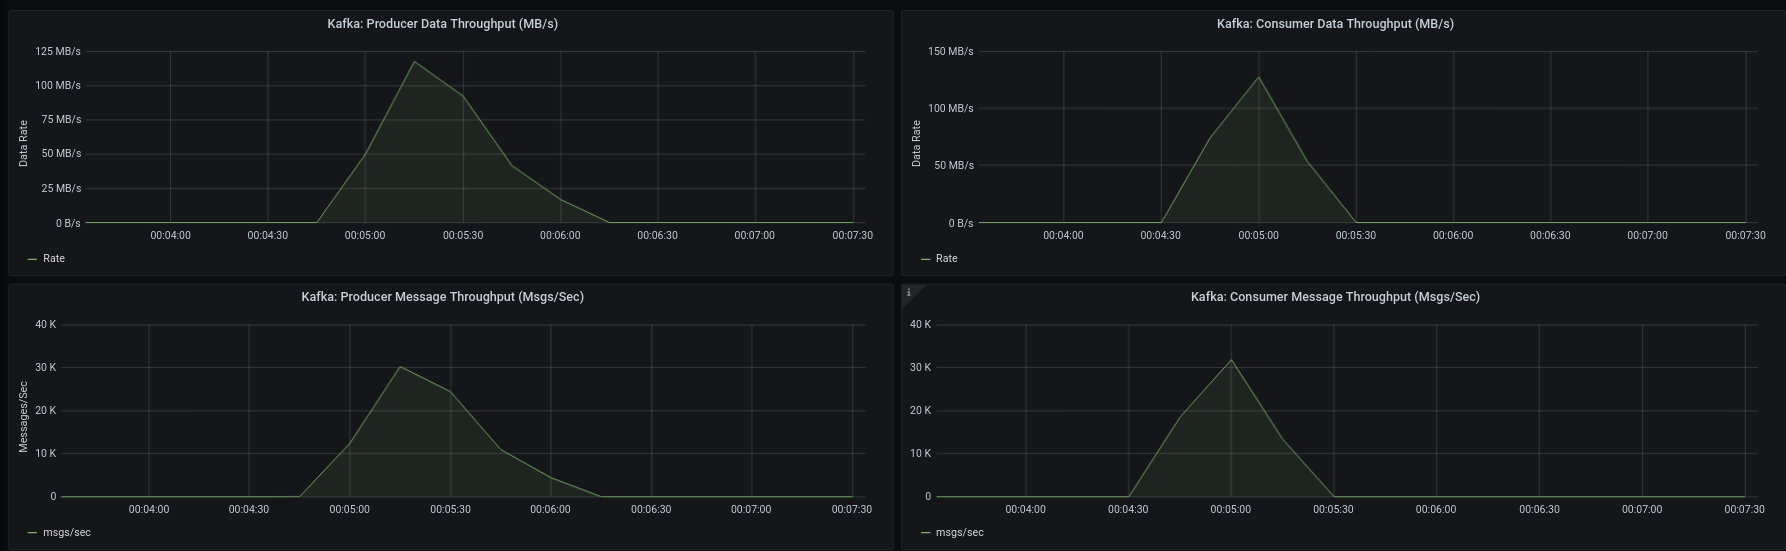 Kafka: Producer Data Throughput (MB/s)
125 MB/s
100 MB/s
75 MB/s
50 MB/s
25 MB/s
0 B/s
Data Rate
00:04:00 00:04:30 00:05:00 00:05:30 00:06:00 00:06:30 00:07:00 00:07:30
Rate
Kafka: Consumer Data Throughput (MB/s)
150 MB/s
100 MB/s
50 MB/s
0 B/s
Data Rate
00:04:00 00:04:30 00:05:00 00:05:30 00:06:00 00:06:30 00:07:00 00:07:30
Rate
Kafka: Producer Message Throughput (Msgs/Sec)
40 K
30 K
20 K
10 K
0
Messages/Sec
00:04:00 00:04:30 00:05:00 00:05:30 00:06:00 00:06:30 00:07:00 00:07:30
msgs/sec
i
Kafka: Consumer Message Throughput (Msgs/Sec)
40 K
30 K
20 K
10 K
0
00:04:00 00:04:30 00:05:00 00:05:30 00:06:00 00:06:30 00:07:00 00:07:30
msgs/sec